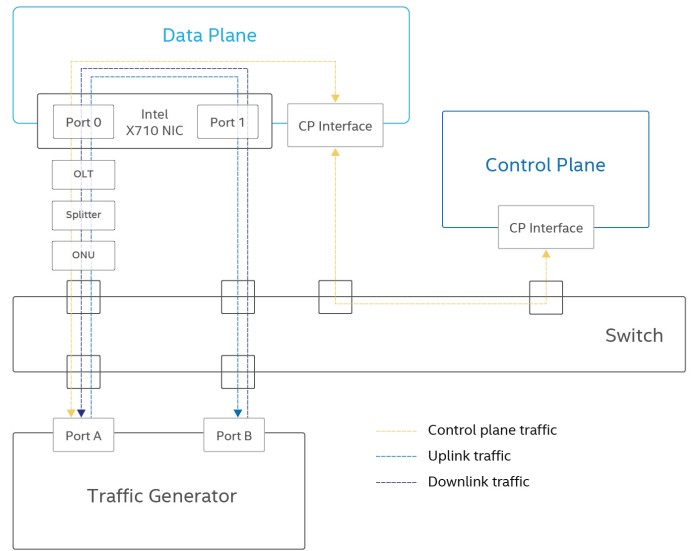 Data Plane
Port 0
Intel
X710 NIC
Port 1
CP Interface
OLT
Splitter
ONU
Control Plane
CP Interface
Switch
Port A
Port B
Traffic Generator
Control plane traffic
Uplink traffic
Downlink traffic